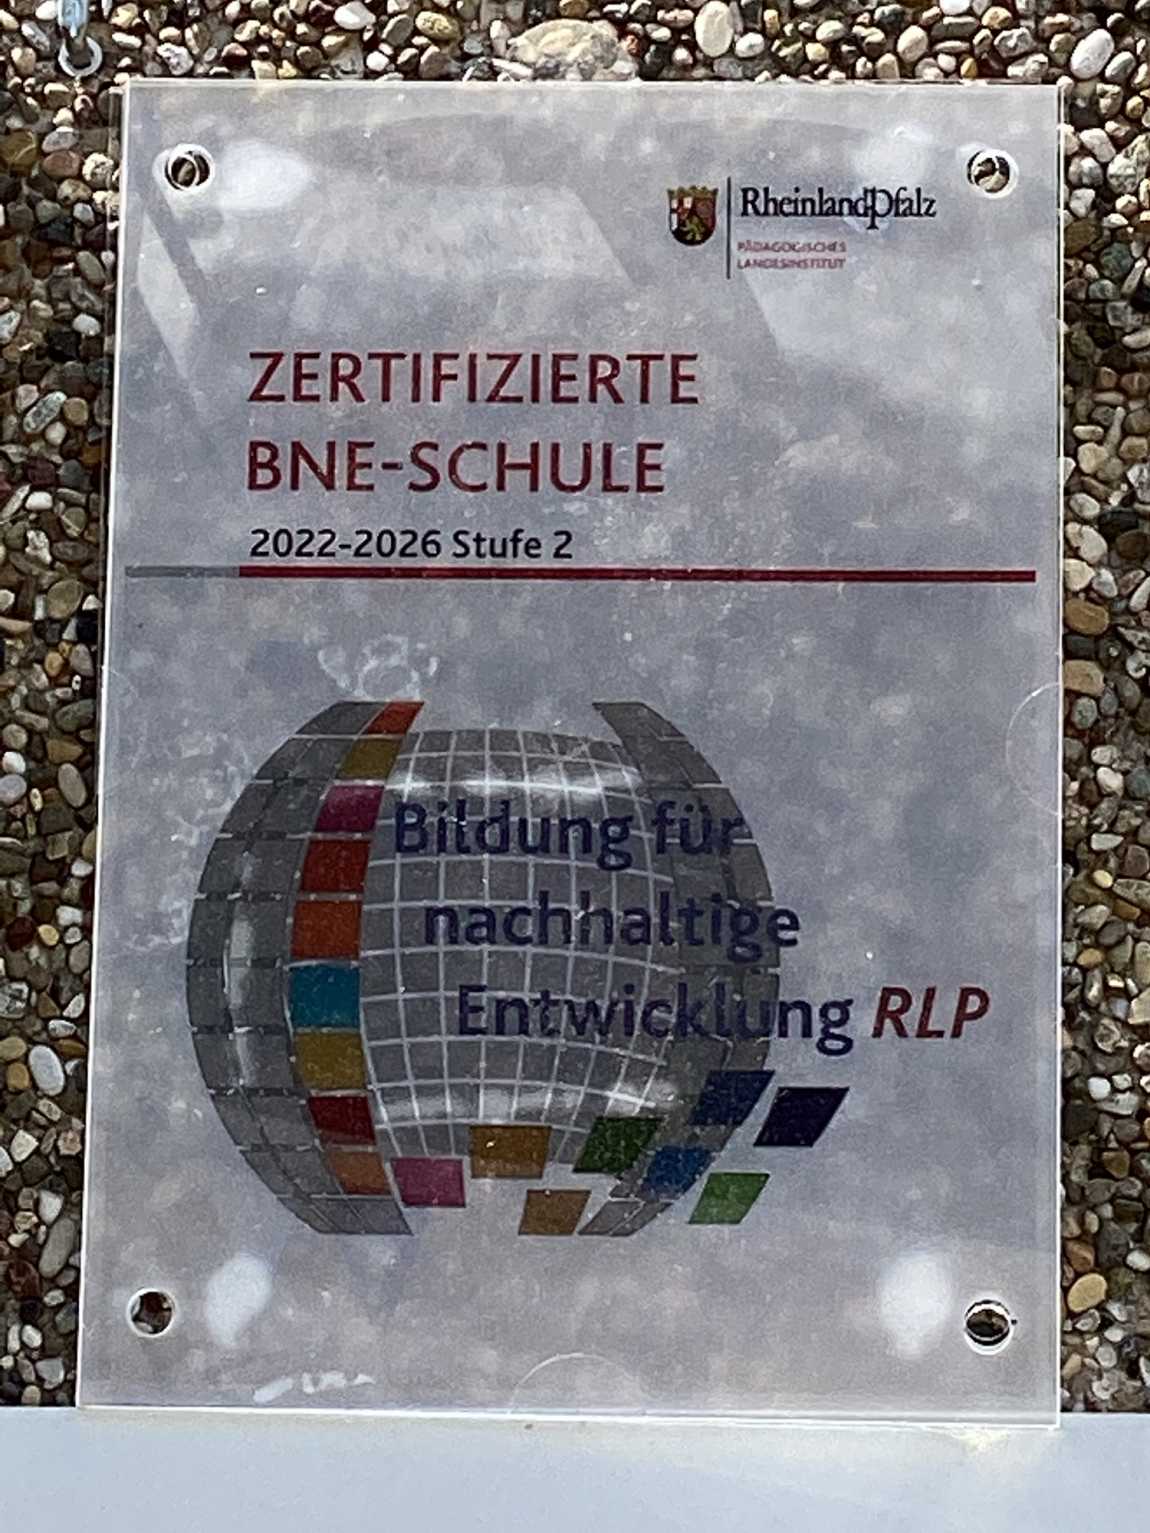 RheinlandPfalz
PÄDAGOGISCHES
LANDESINSTITUT
ZERTIFIZIERTE
BNE-SCHULE
2022-2026 Stufe 2
Bildung für
nachhaltige
Entwicklung RLP